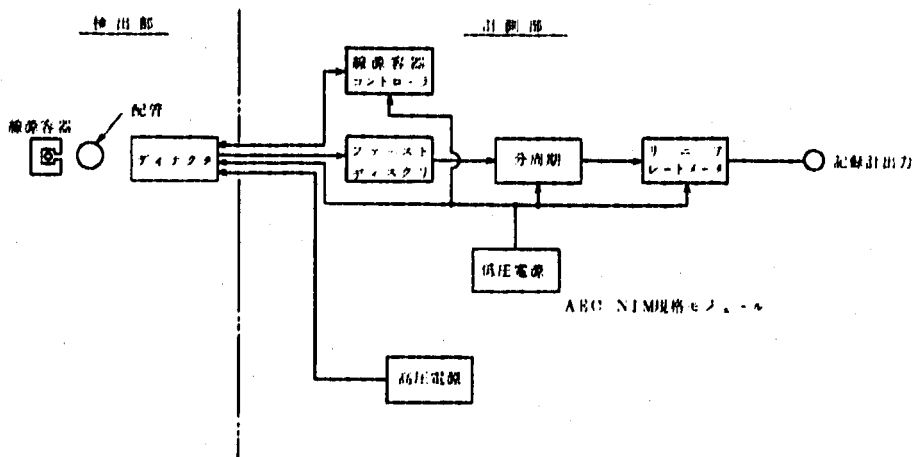 検出部
計測部
線源容器
コントローラ
配管
線源容器
ディテクタ
ファースト
ディスクリ
分周期
リニア
レートメータ
記録計出力
低圧電源
AEC NIM規格モジュール
高圧電源